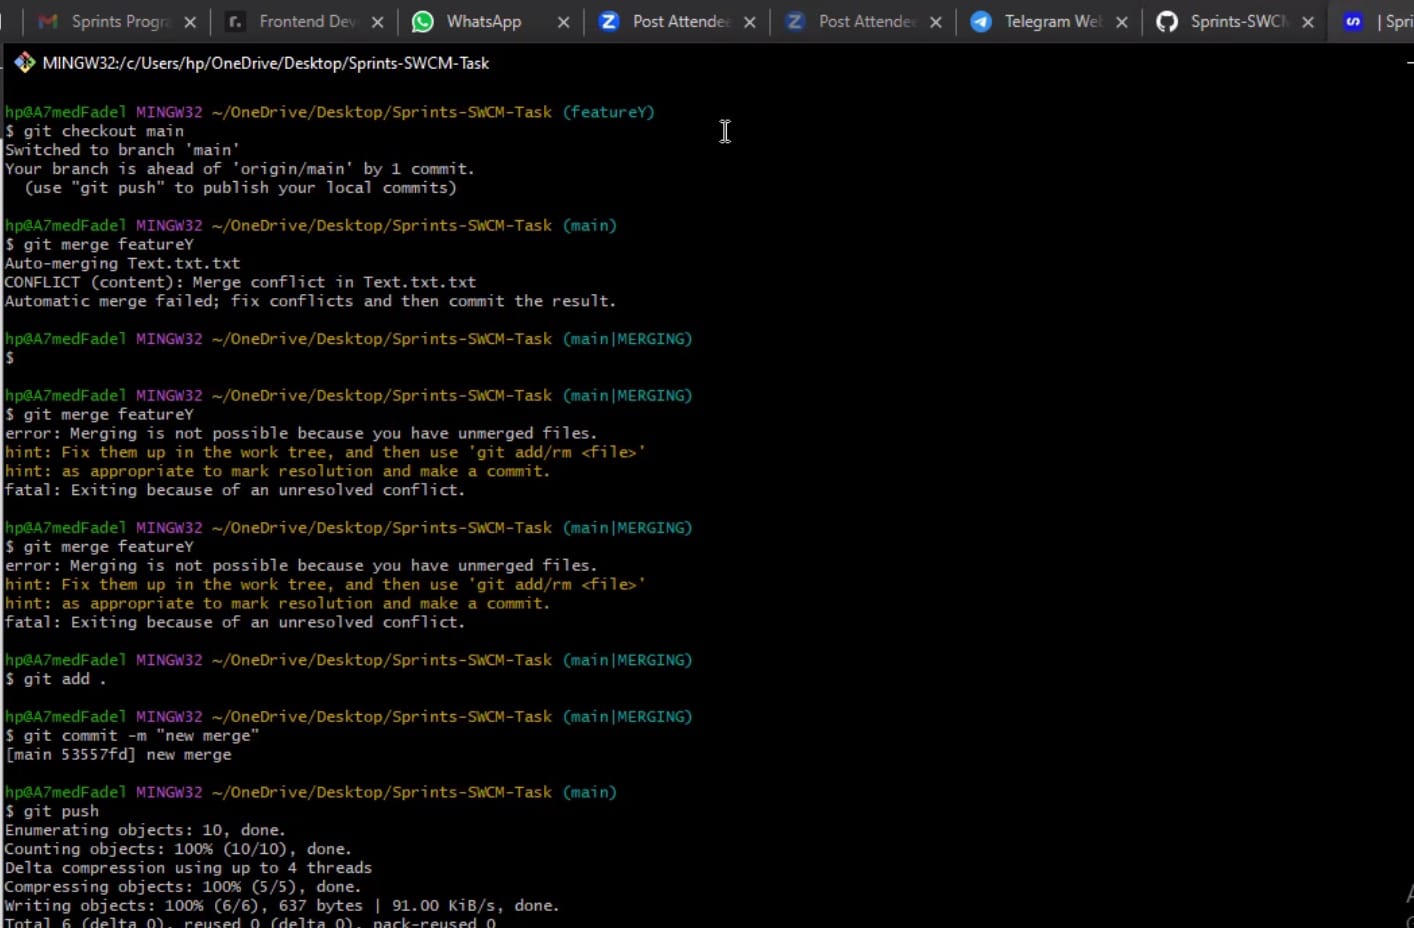 Sprints Progra
Frontend Dev
WhatsApp
Post Attendee
Post Attendee
Telegram Web
Sprints-SWCM
| Spri
MINGW32:/c/Users/hp/OneDrive/Desktop/Sprints-SWCM-Task
hp@A7medFadel MINGW32 ~/OneDrive/Desktop/Sprints-SWCM-Task (featureY)
$ git checkout main
Switched to branch 'main'
Your branch is ahead of 'origin/main' by 1 commit.
  (use "git push" to publish your local commits)
hp@A7medFadel MINGW32 ~/OneDrive/Desktop/Sprints-SWCM-Task (main)
$ git merge featureY
Auto-merging Text.txt.txt
CONFLICT (content): Merge conflict in Text.txt.txt
Automatic merge failed; fix conflicts and then commit the result.
hp@A7medFadel MINGW32 ~/OneDrive/Desktop/Sprints-SWCM-Task (main|MERGING)
$
hp@A7medFadel MINGW32 ~/OneDrive/Desktop/Sprints-SWCM-Task (main|MERGING)
$ git merge featureY
error: Merging is not possible because you have unmerged files.
hint: Fix them up in the work tree, and then use 'git add/rm <file>'
hint: as appropriate to mark resolution and make a commit.
fatal: Exiting because of an unresolved conflict.
hp@A7medFadel MINGW32 ~/OneDrive/Desktop/Sprints-SWCM-Task (main|MERGING)
$ git merge featureY
error: Merging is not possible because you have unmerged files.
hint: Fix them up in the work tree, and then use 'git add/rm <file>'
hint: as appropriate to mark resolution and make a commit.
fatal: Exiting because of an unresolved conflict.
hp@A7medFadel MINGW32 ~/OneDrive/Desktop/Sprints-SWCM-Task (main|MERGING)
$ git add .
hp@A7medFadel MINGW32 ~/OneDrive/Desktop/Sprints-SWCM-Task (main|MERGING)
$ git commit -m "new merge"
[main 53557fd] new merge
hp@A7medFadel MINGW32 ~/OneDrive/Desktop/Sprints-SWCM-Task (main)
$ git push
Enumerating objects: 10, done.
Counting objects: 100% (10/10), done.
Delta compression using up to 4 threads
Compressing objects: 100% (5/5), done.
Writing objects: 100% (6/6), 637 bytes | 91.00 KiB/s, done.
Total 6 (delta 0), reused 0 (delta 0), pack-reused 0